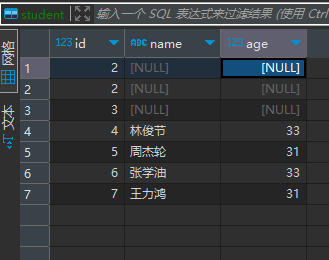 student 输入一个 SQL 表达式来过滤结果 (使用 Ctrl
网格
文本
123 id ABC name 123 age
1 2 [NULL] [NULL]
2 2 [NULL] [NULL]
3 3 [NULL] [NULL]
4 4 林俊节 33
5 5 周杰轮 31
6 6 张学油 33
7 7 王力鸿 31